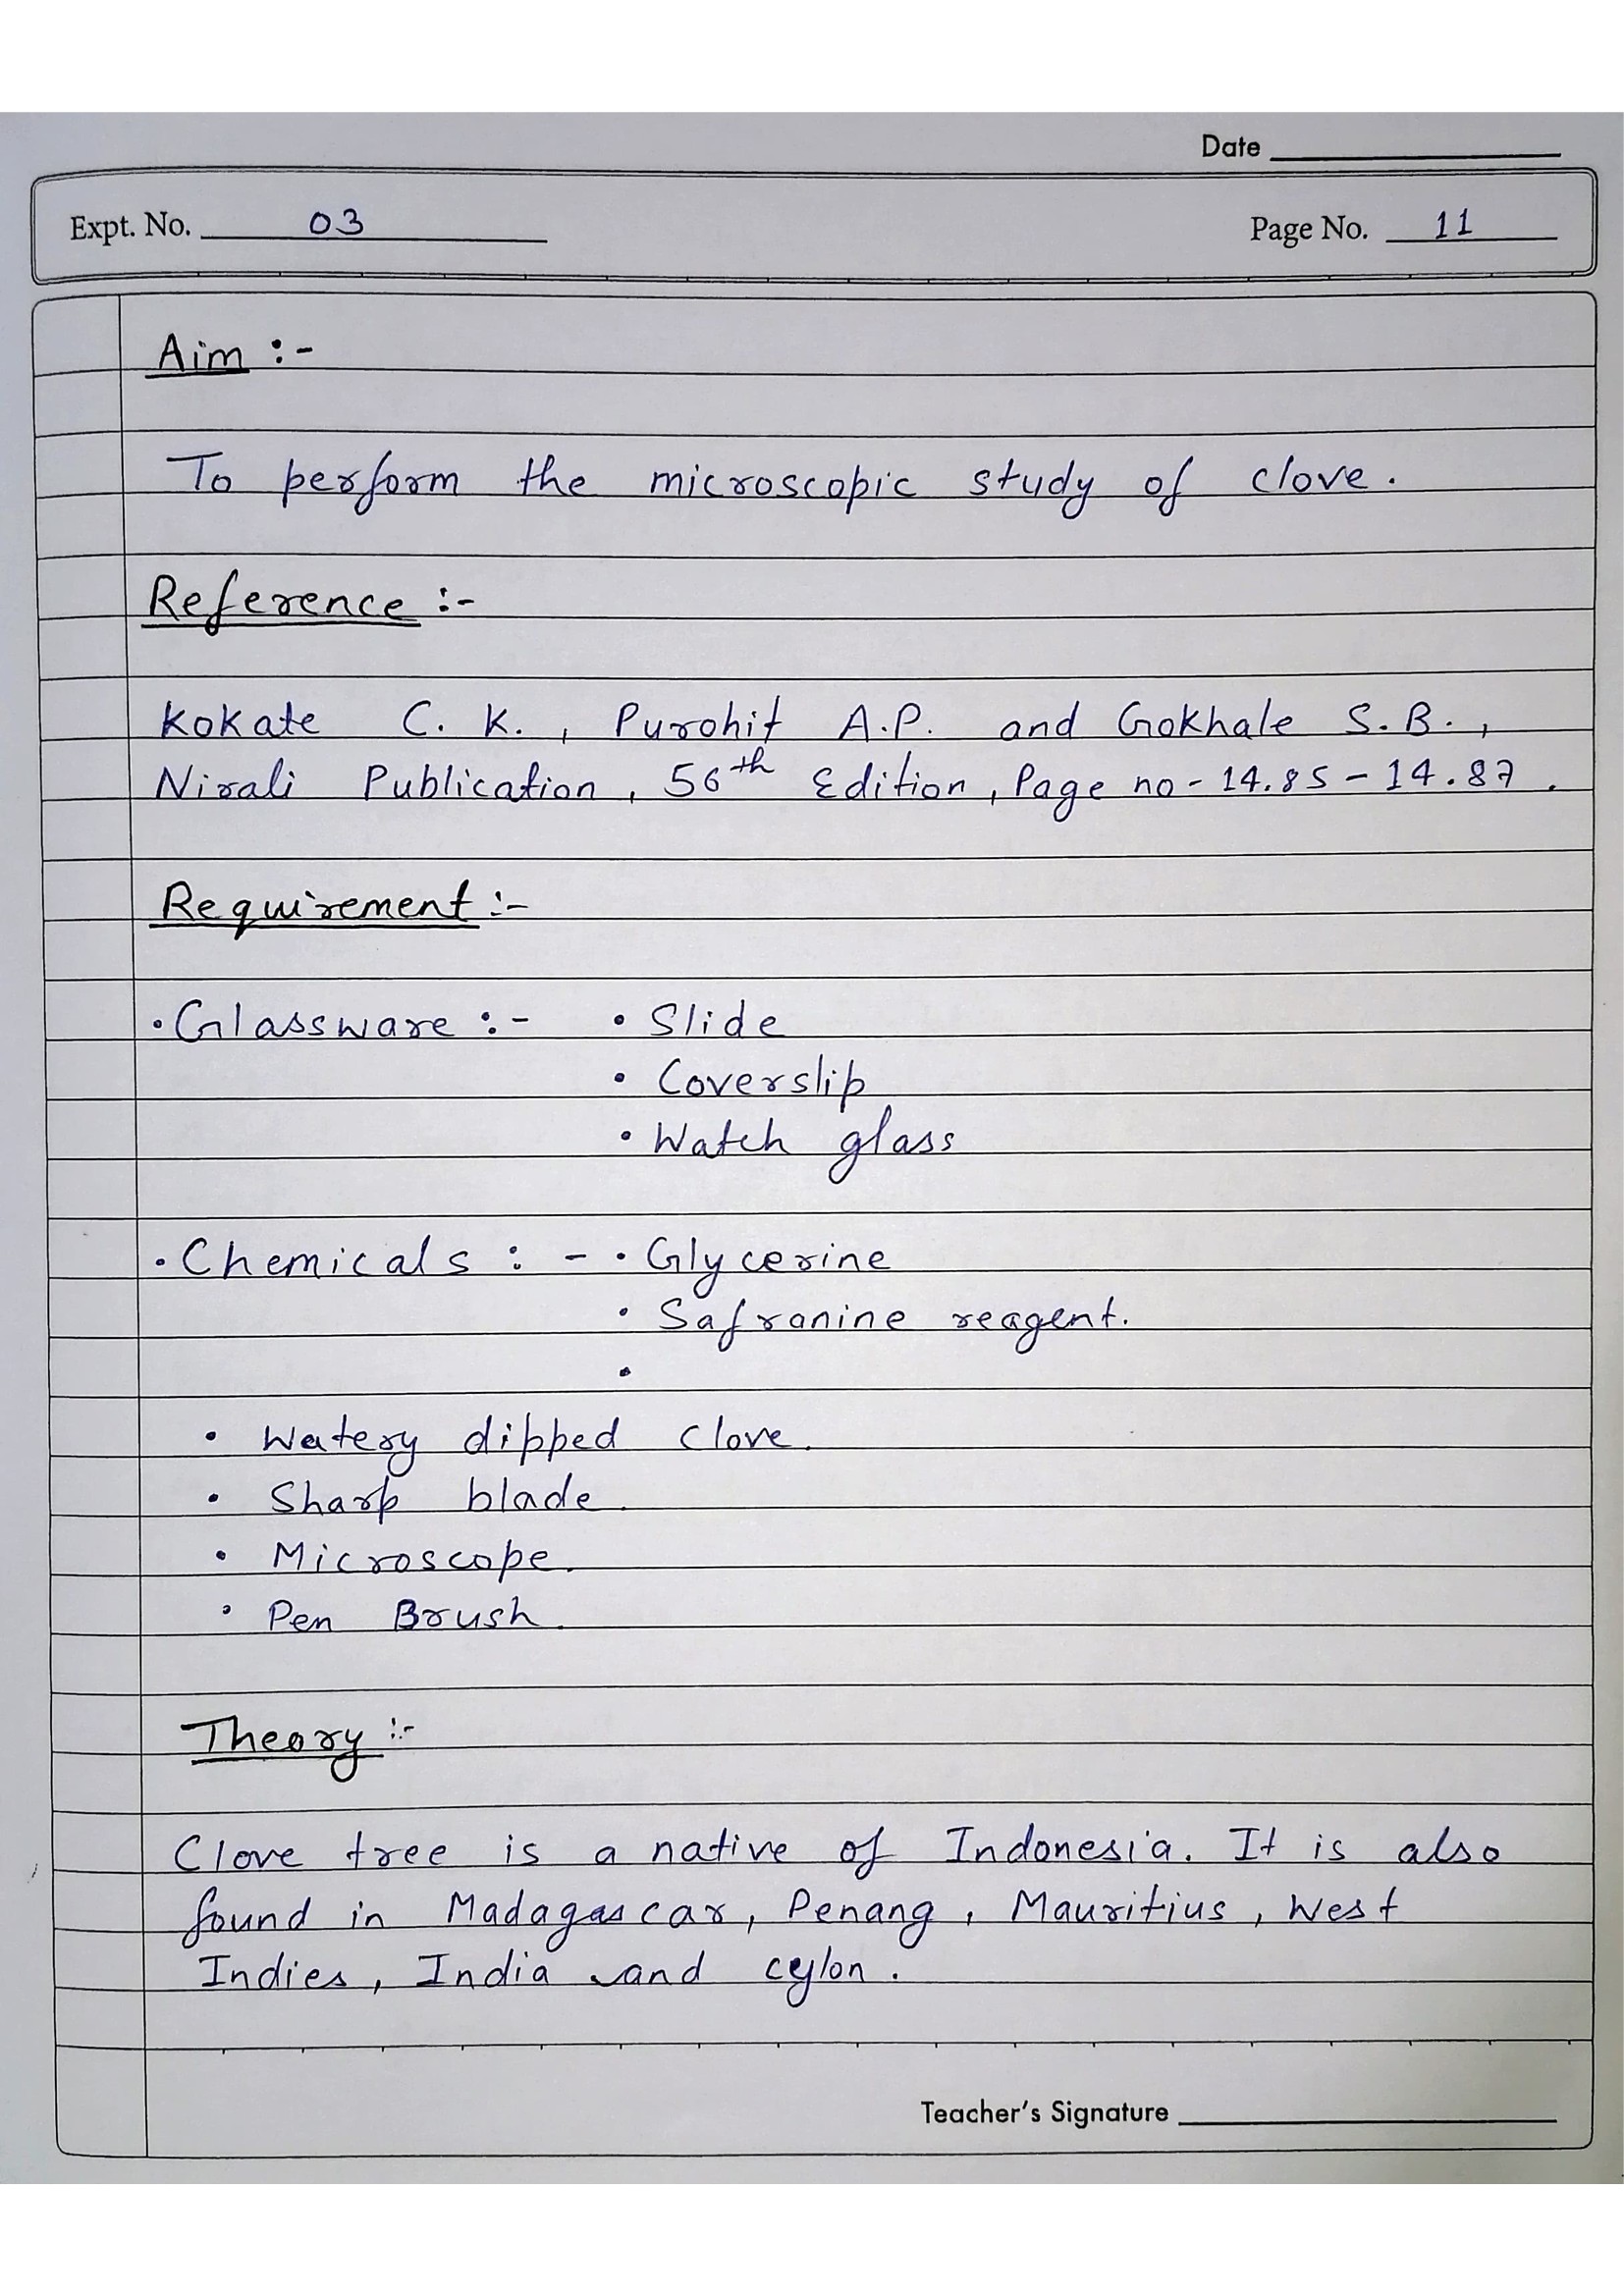 Date
Expt. No. 03
Page No. 11
Aim :-
To perform the microscopic study of clove.
Reference :-
Kokate C. K., Purohit A.P. and Gokhale S.B.,
Nirali Publication, 56th Edition, Page no - 14.85 - 14.87.
Requirement :-
• Glassware :- • Slide
• Coverslip
• Watch glass
• Chemicals : - • Glycerine
• Safranine reagent.
•
• Watery dipped clove.
• Sharp blade.
• Microscope.
• Pen Brush.
Theory :-
Clove tree is a native of Indonesia. It is also
found in Madagascar, Penang, Mauritius, West
Indies, India and cylon.
Teacher's Signature